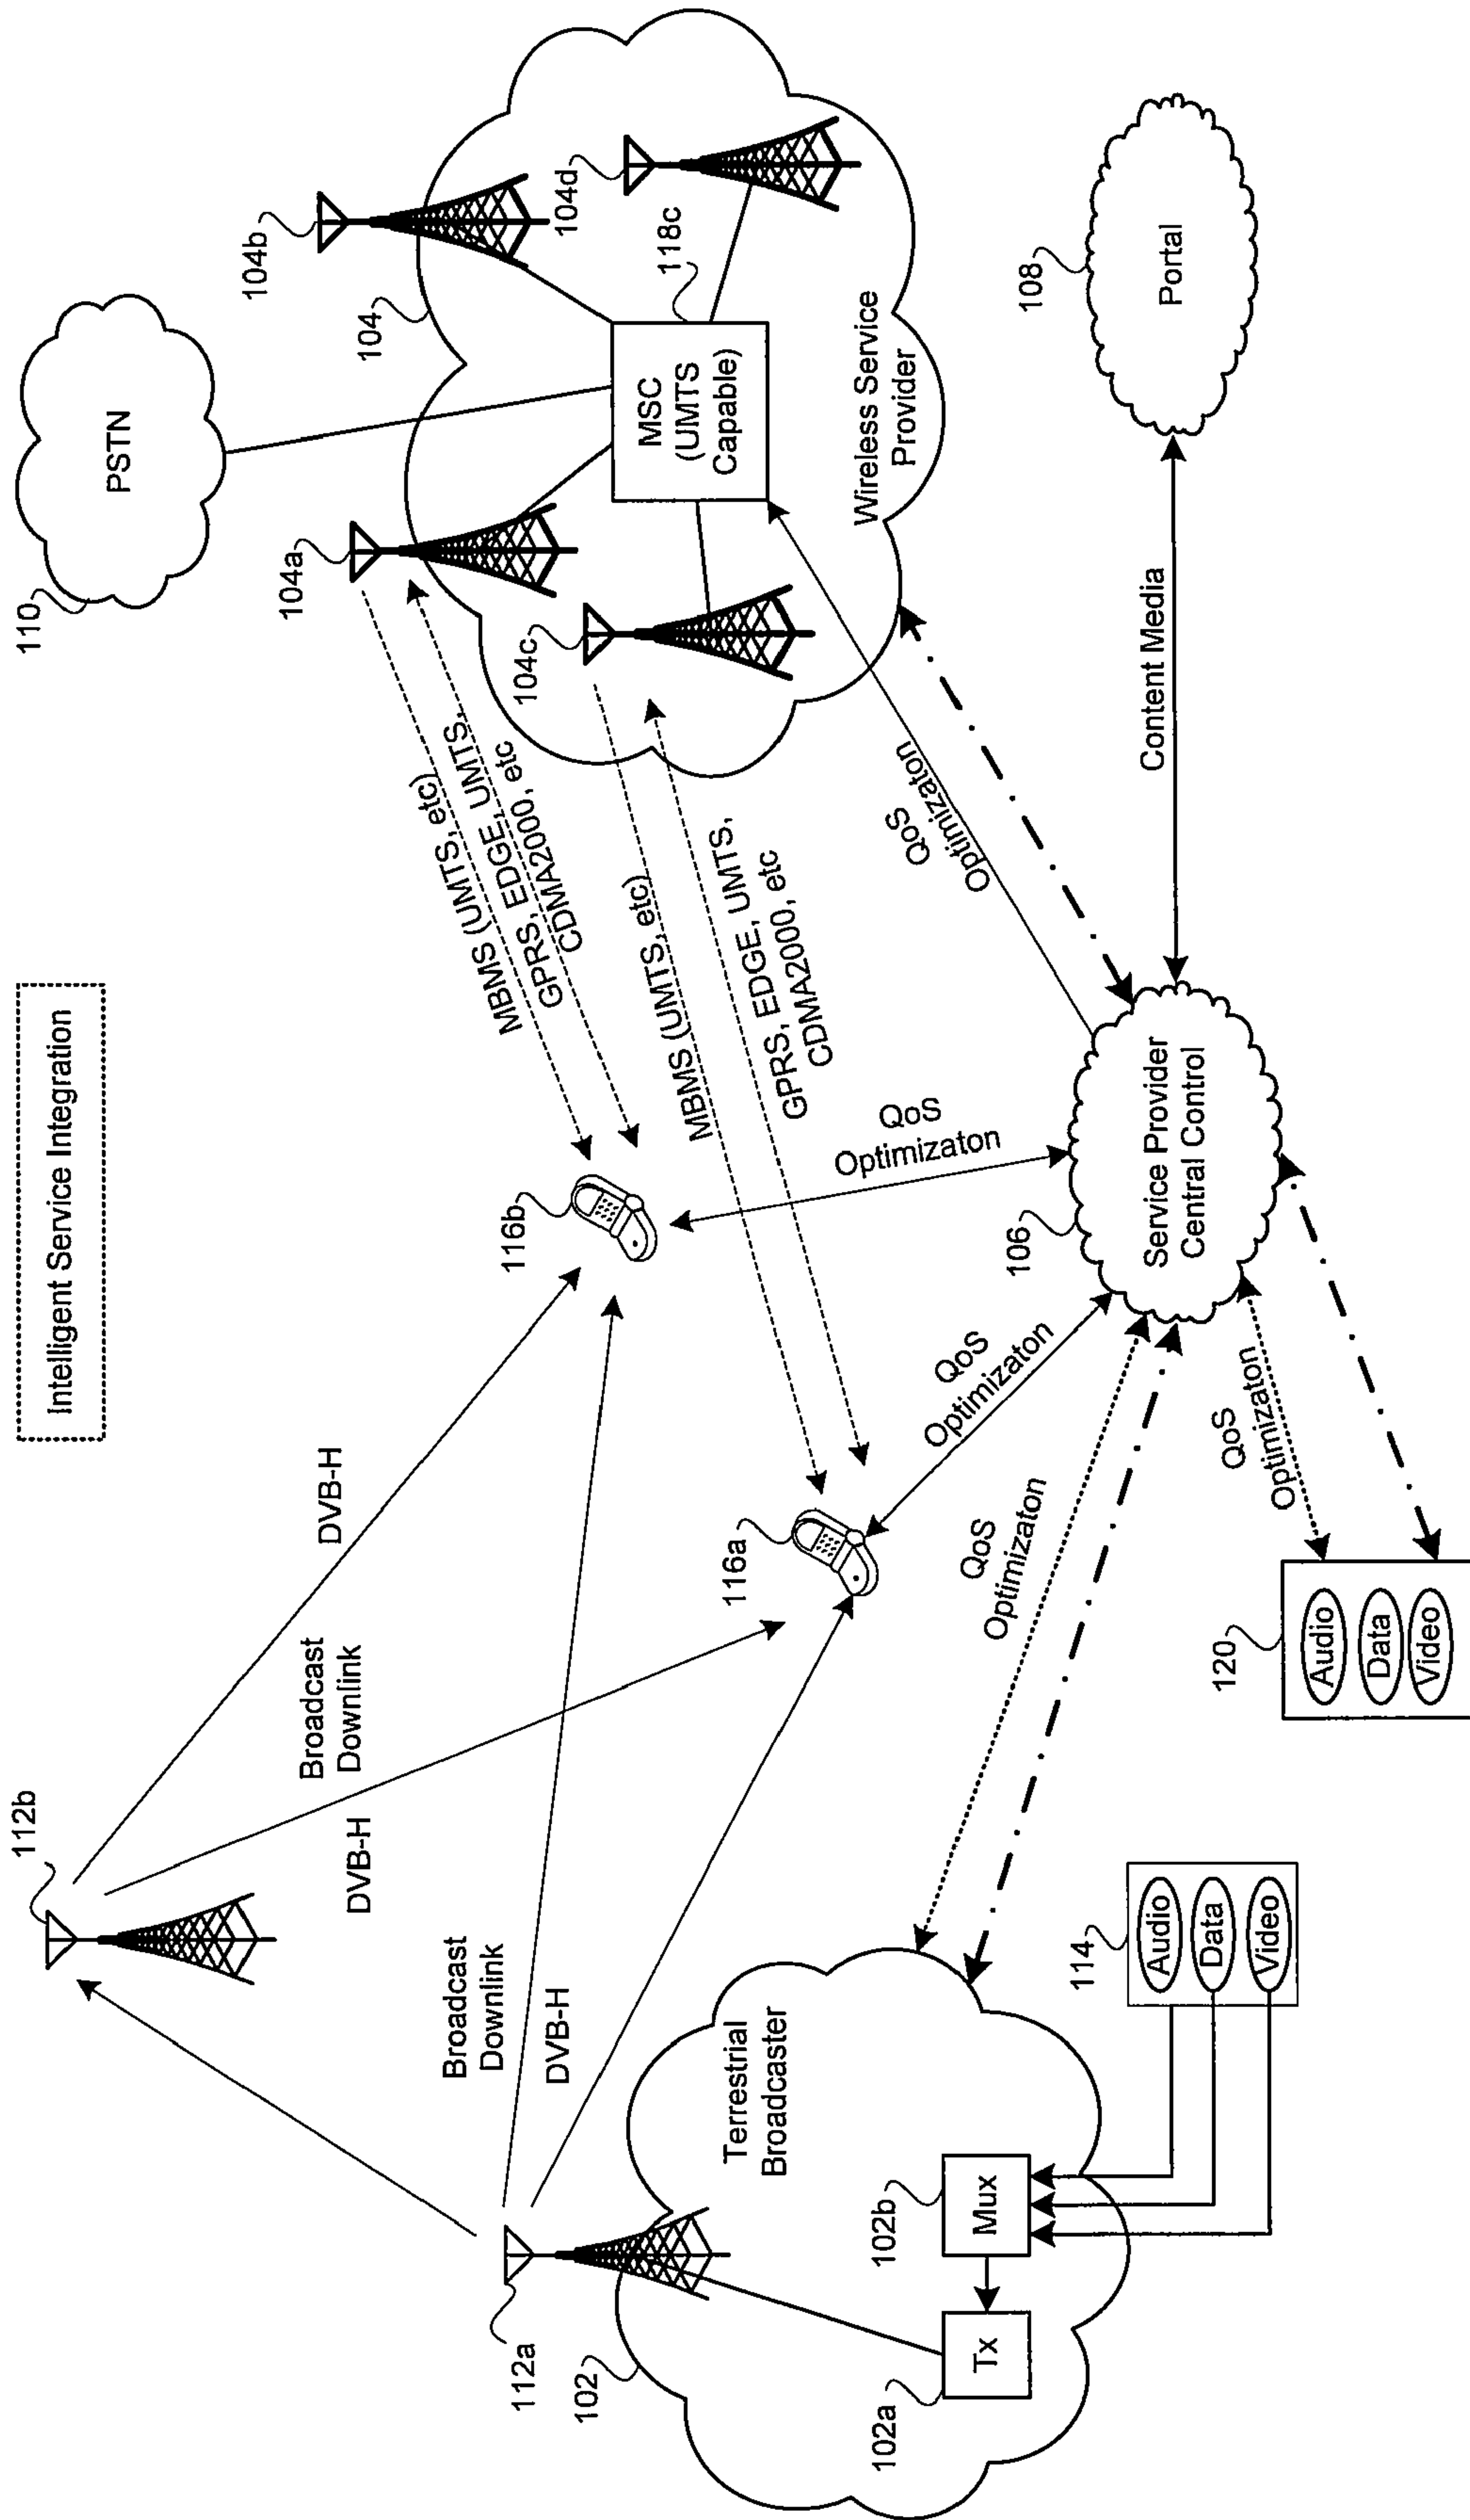 Intelligent Service Integration
110
PSTN
104b
104
104a
104c
104d
118c
MSC
(UMTS
Capable)
Wireless Service
Provider
MBMS (UMTS, etc)
GPRS, EDGE, UMTS,
CDMA2000, etc
MBMS (UMTS, etc)
GPRS, EDGE, UMTS,
CDMA2000, etc
112b
DVB-H
Broadcast
Downlink
DVB-H
116b
116a
112a
Broadcast
Downlink
DVB-H
102
Terrestrial
Broadcaster
102a
Tx
102b
Mux
114
Audio
Data
Video
QoS
Optimizaton
QoS
Optimizaton
QoS
Optimizaton
QoS
Optimizaton
QoS
Optimizaton
106
Service Provider
Central Control
Content Media
108
Portal
120
Audio
Data
Video